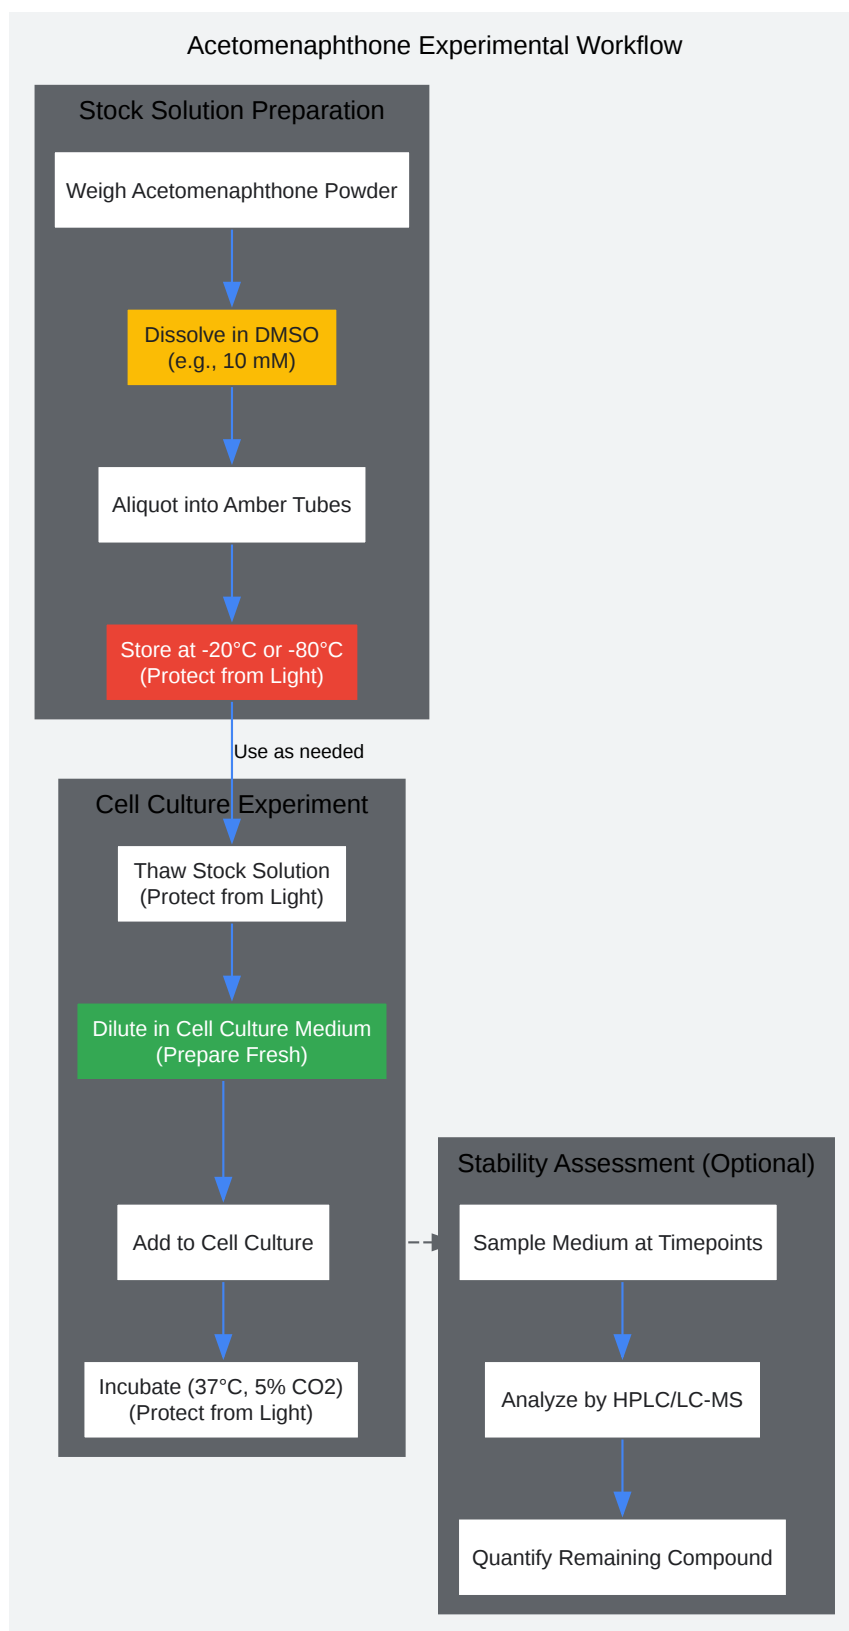 Acetomenaphthone Experimental Workflow
Stock Solution Preparation
Weigh Acetomenaphthone Powder
Dissolve in DMSO
(e.g., 10 mM)
Aliquot into Amber Tubes
Store at -20°C or -80°C
(Protect from Light)
Use as needed
Cell Culture Experiment
Thaw Stock Solution
(Protect from Light)
Dilute in Cell Culture Medium
(Prepare Fresh)
Add to Cell Culture
Incubate (37°C, 5% CO2)
(Protect from Light)
Stability Assessment (Optional)
Sample Medium at Timepoints
Analyze by HPLC/LC-MS
Quantify Remaining Compound